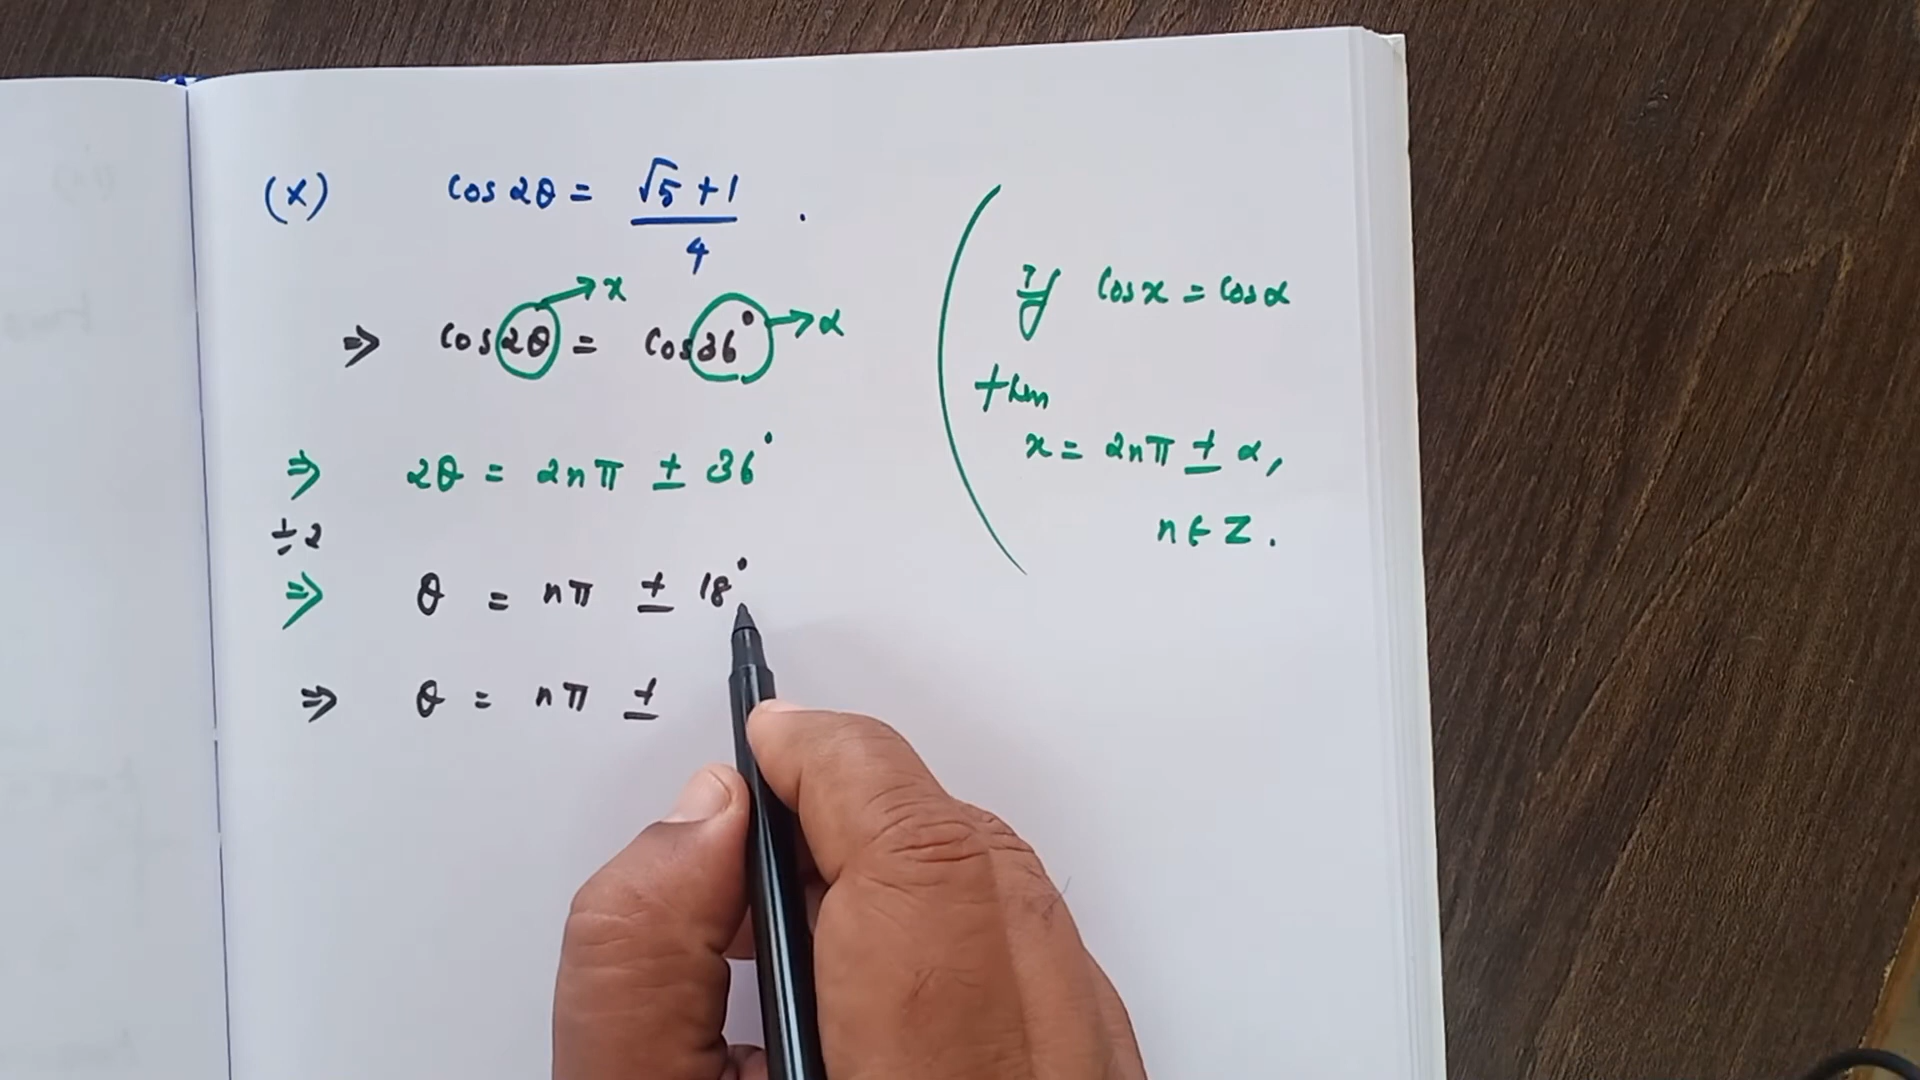 (x) cos 2θ = √5 + 1 / 4 .
⇒ cos 2θ = cos 36° → x → α
⇒ 2θ = 2nπ ± 36°
÷2
⇒ θ = nπ ± 18°
⇒ θ = nπ ±
If cos x = cos α
then
x = 2nπ ± α,
n ∈ Z.